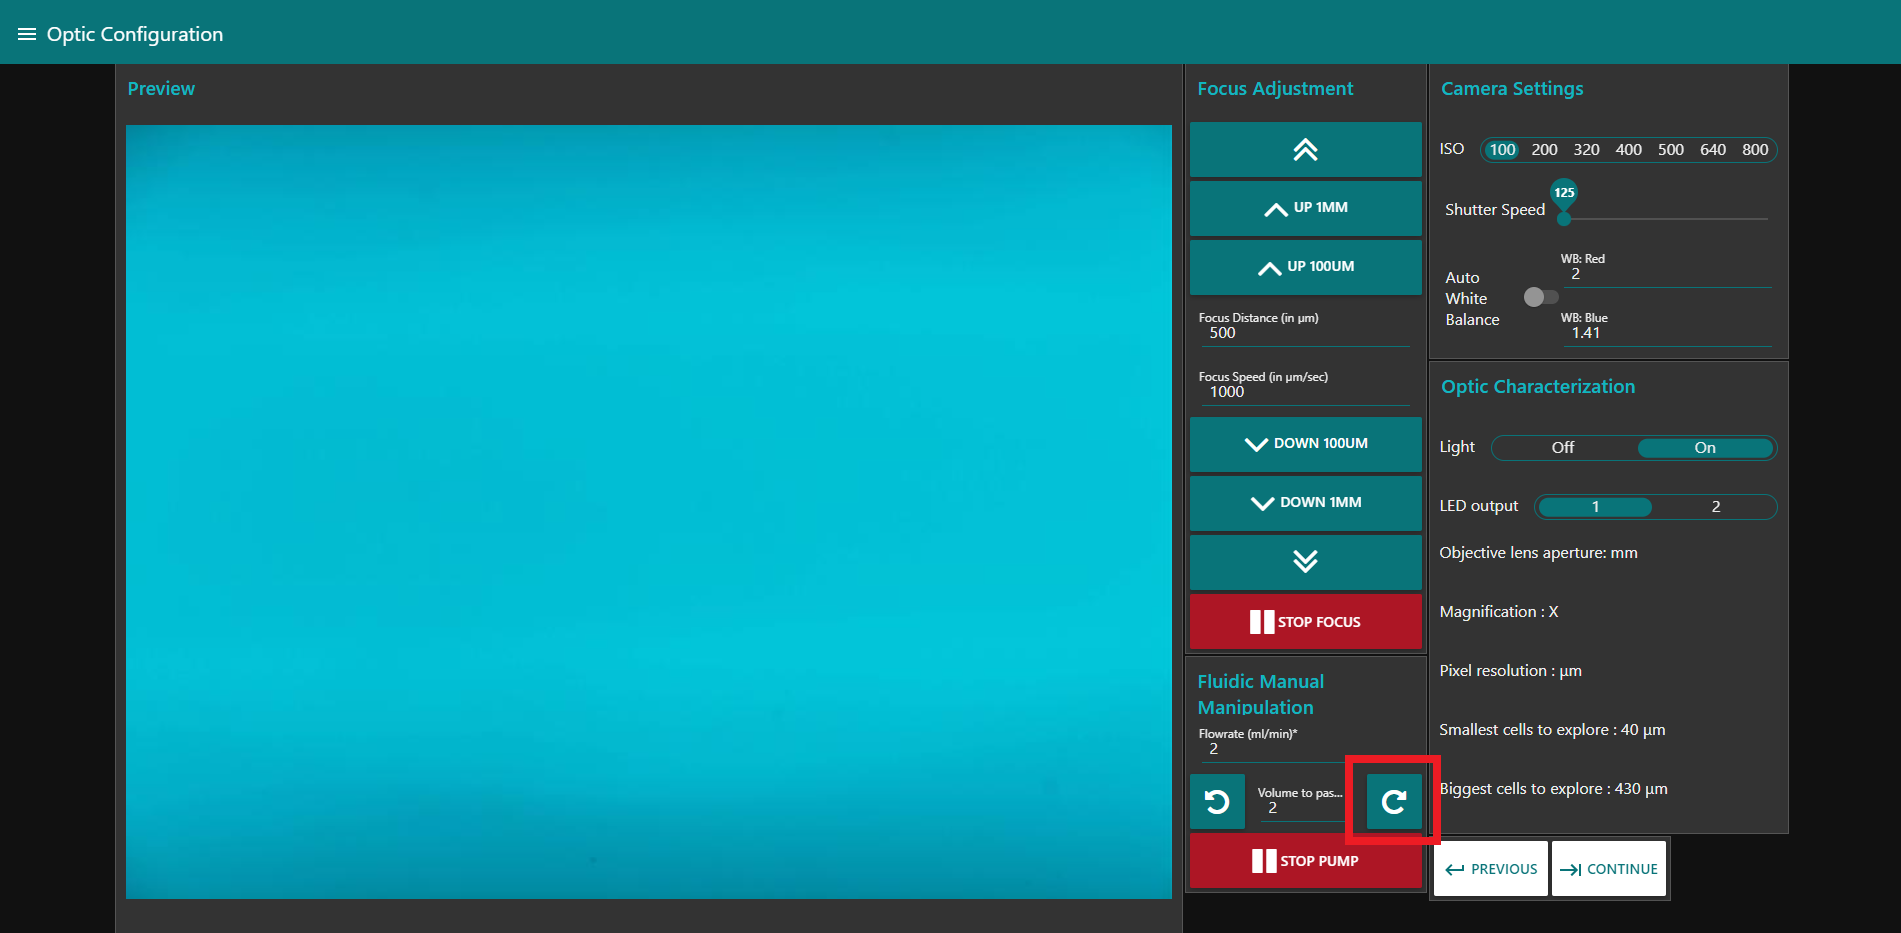 Optic Configuration
Preview
Focus Adjustment
UP 1MM
UP 100UM
Focus Distance (in µm)
500
Focus Speed (in µm/sec)
1000
DOWN 100UM
DOWN 1MM
STOP FOCUS
Fluidic Manual
Manipulation
Flowrate (ml/min)*
2
Volume to pas...
2
STOP PUMP
Camera Settings
ISO 100 200 320 400 500 640 800
125
Shutter Speed
Auto
White
Balance
WB: Red
2
WB: Blue
1.41
Optic Characterization
Light Off On
LED output 1 2
Objective lens aperture: mm
Magnification : X
Pixel resolution : µm
Smallest cells to explore : 40 µm
Biggest cells to explore : 430 µm
PREVIOUS CONTINUE